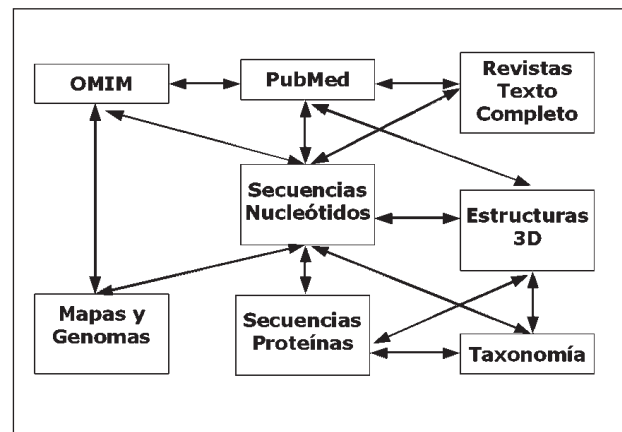 OMIM
PubMed
Revistas
Texto
Completo
Secuencias
Nucleótidos
Estructuras
3D
Mapas y
Genomas
Secuencias
Proteínas
Taxonomía